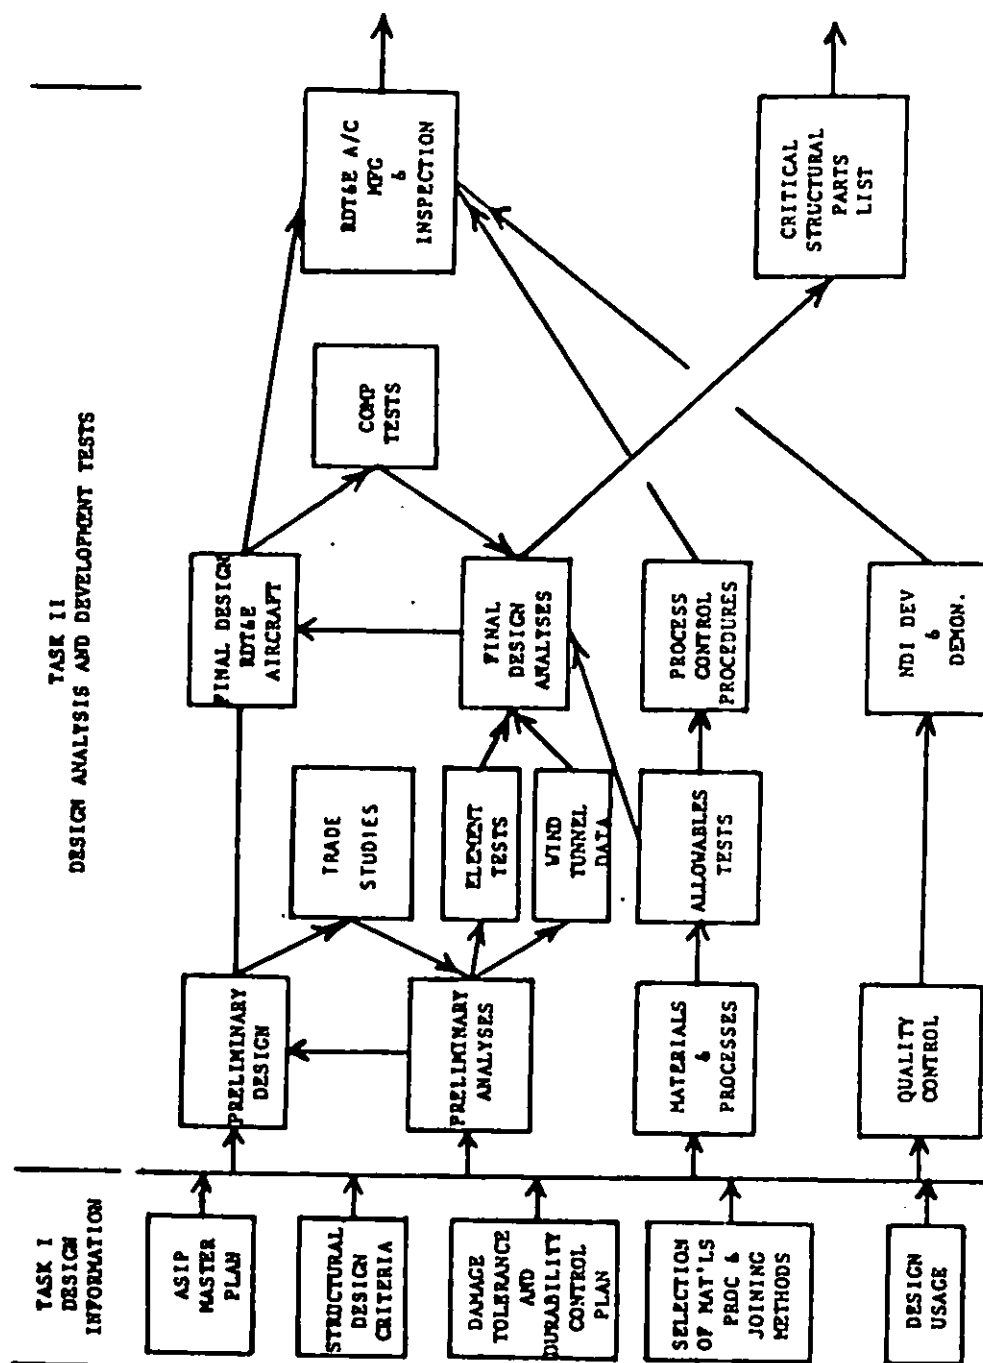 TASK I
DESIGN
INFORMATION
ASIP
MASTER
PLAN
STRUCTURAL
DESIGN
CRITERIA
DAMAGE
TOLERANCE
AND
DURABILITY
CONTROL
PLAN
SELECTION
OF MAT'LS
PROC &
JOINING
METHODS
DESIGN
USAGE
TASK II
DESIGN ANALYSIS AND DEVELOPMENT TESTS
PRELIMINARY
DESIGN
PRELIMINARY
ANALYSES
MATERIALS
&
PROCESSES
QUALITY
CONTROL
TRADE
STUDIES
ELEMENT
TESTS
WIND
TUNNEL
DATA
ALLOWABLES
TESTS
FINAL DESIGN
RDT&E
AIRCRAFT
FINAL
DESIGN
ANALYSES
PROCESS
CONTROL
PROCEDURES
NDI DEV
&
DEMON.
COMP
TESTS
RDT&E A/C
MFG
&
INSPECTION
CRITICAL
STRUCTURAL
PARTS
LIST